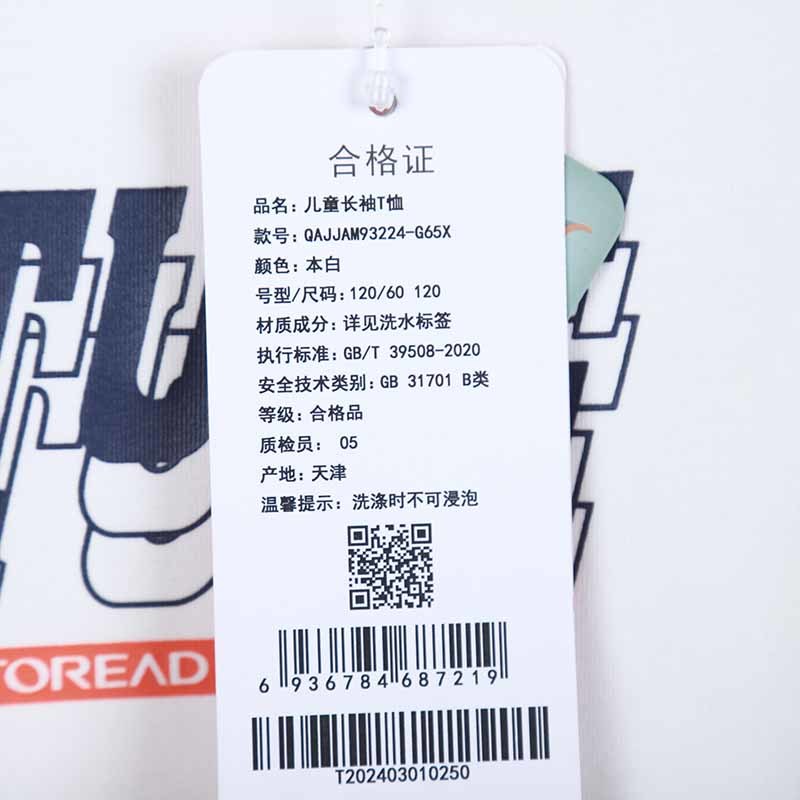 合格证
品名：儿童长袖T恤
款号：QAJJAM93224-G65X
颜色：本白
号型/尺码：120/60 120
材质成分：详见洗水标签
执行标准：GB/T 39508-2020
安全技术类别：GB 31701 B类
等级：合格品
质检员： 05
产地：天津
温馨提示：洗涤时不可浸泡
6 936784 687219
T202403010250
TOREAD